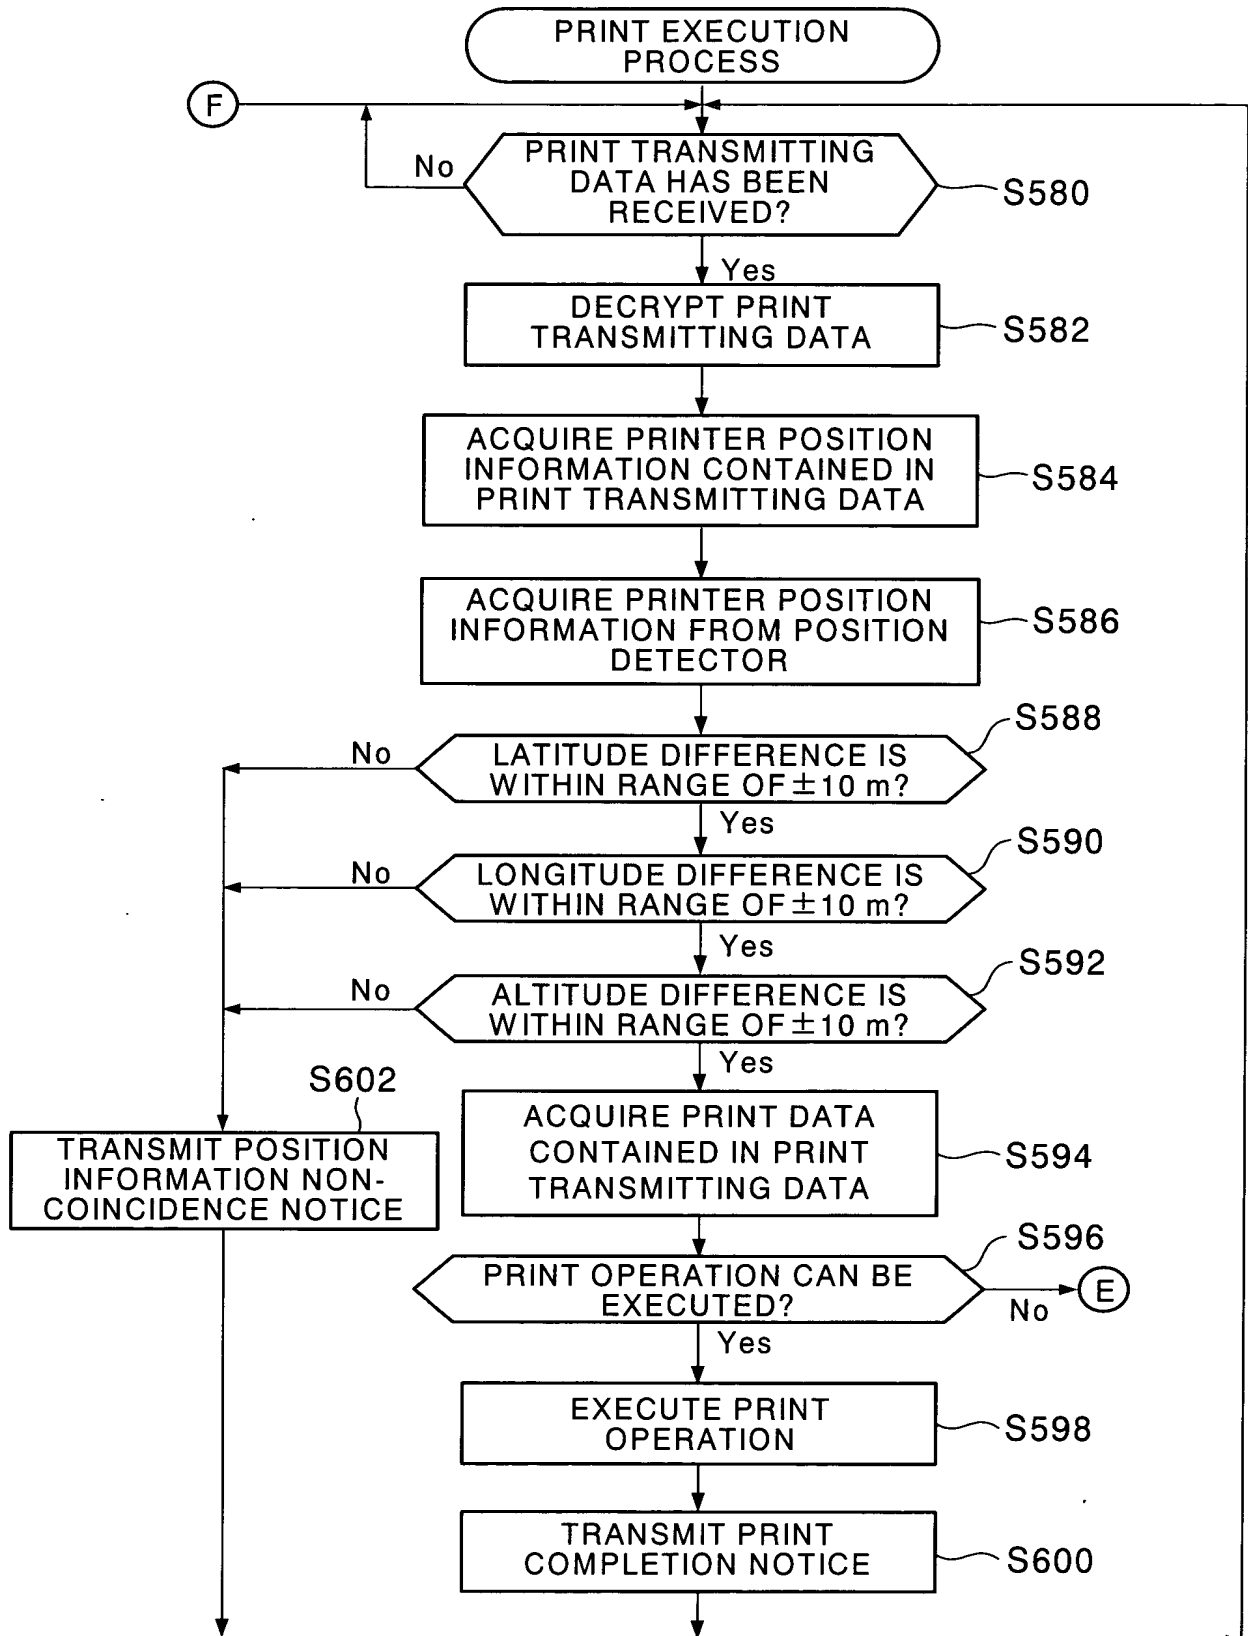 PRINT EXECUTION
PROCESS
F
No
PRINT TRANSMITTING
DATA HAS BEEN
RECEIVED?
S580
Yes
DECRYPT PRINT
TRANSMITTING DATA
S582
ACQUIRE PRINTER POSITION
INFORMATION CONTAINED IN
PRINT TRANSMITTING DATA
S584
ACQUIRE PRINTER POSITION
INFORMATION FROM POSITION
DETECTOR
S586
S588
No
LATITUDE DIFFERENCE IS
WITHIN RANGE OF ±10 m?
Yes
S590
No
LONGITUDE DIFFERENCE IS
WITHIN RANGE OF ±10 m?
Yes
S592
No
ALTITUDE DIFFERENCE IS
WITHIN RANGE OF ±10 m?
Yes
S602
TRANSMIT POSITION
INFORMATION NON-
COINCIDENCE NOTICE
ACQUIRE PRINT DATA
CONTAINED IN PRINT
TRANSMITTING DATA
S594
S596
PRINT OPERATION CAN BE
EXECUTED?
No
E
Yes
EXECUTE PRINT
OPERATION
S598
TRANSMIT PRINT
COMPLETION NOTICE
S600